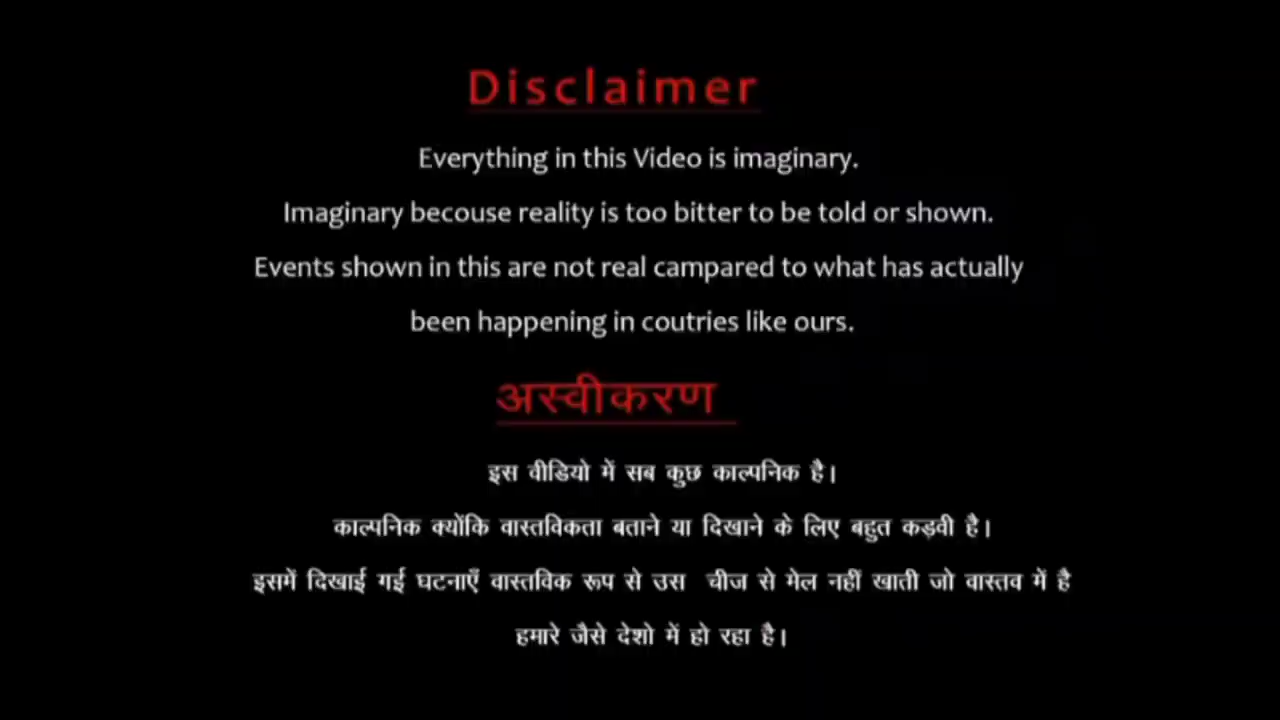 Disclaimer
Everything in this Video is imaginary.
Imaginary becouse reality is too bitter to be told or shown.
Events shown in this are not real campared to what has actually
been happening in coutries like ours.
अस्वीकरण
इस वीडियो में सब कुछ काल्पनिक है।
काल्पनिक क्योंकि वास्तविकता बताने या दिखाने के लिए बहुत कड़वी है।
इसमें दिखाई गई घटनाएँ वास्तविक रूप से उस चीज से मेल नहीं खाती जो वास्तव में है
हमारे जैसे देशो में हो रहा है।